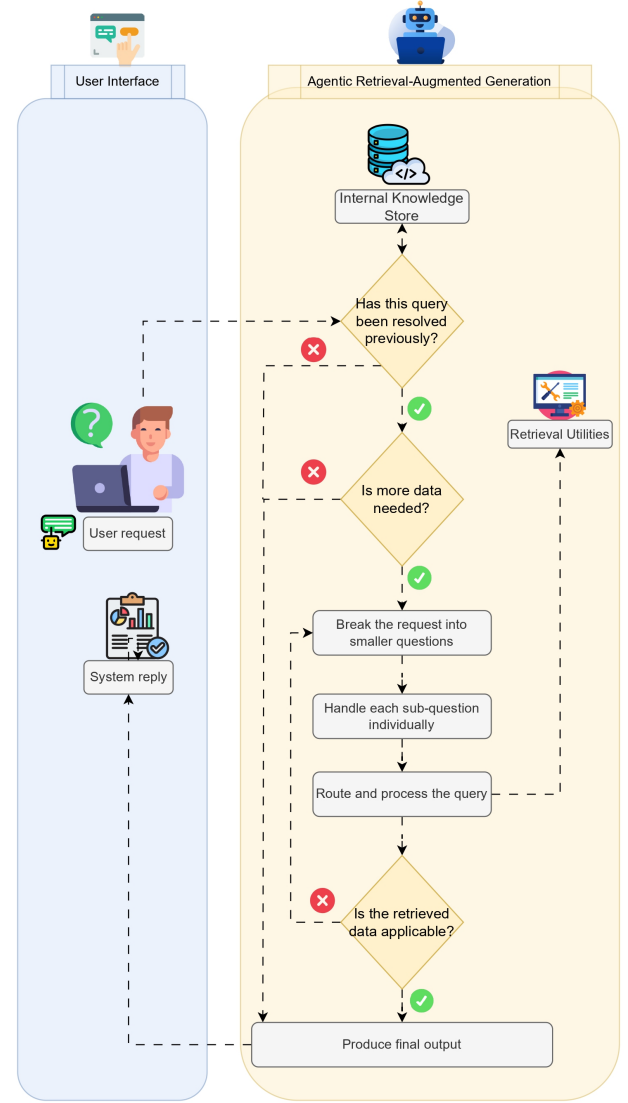 User Interface
Agentic Retrieval-Augmented Generation
Internal Knowledge
Store
Has this query
been resolved
previously?
Retrieval Utilities
Is more data
needed?
User request
Break the request into
smaller questions
System reply
Handle each sub-question
individually
Route and process the query
Is the retrieved
data applicable?
Produce final output